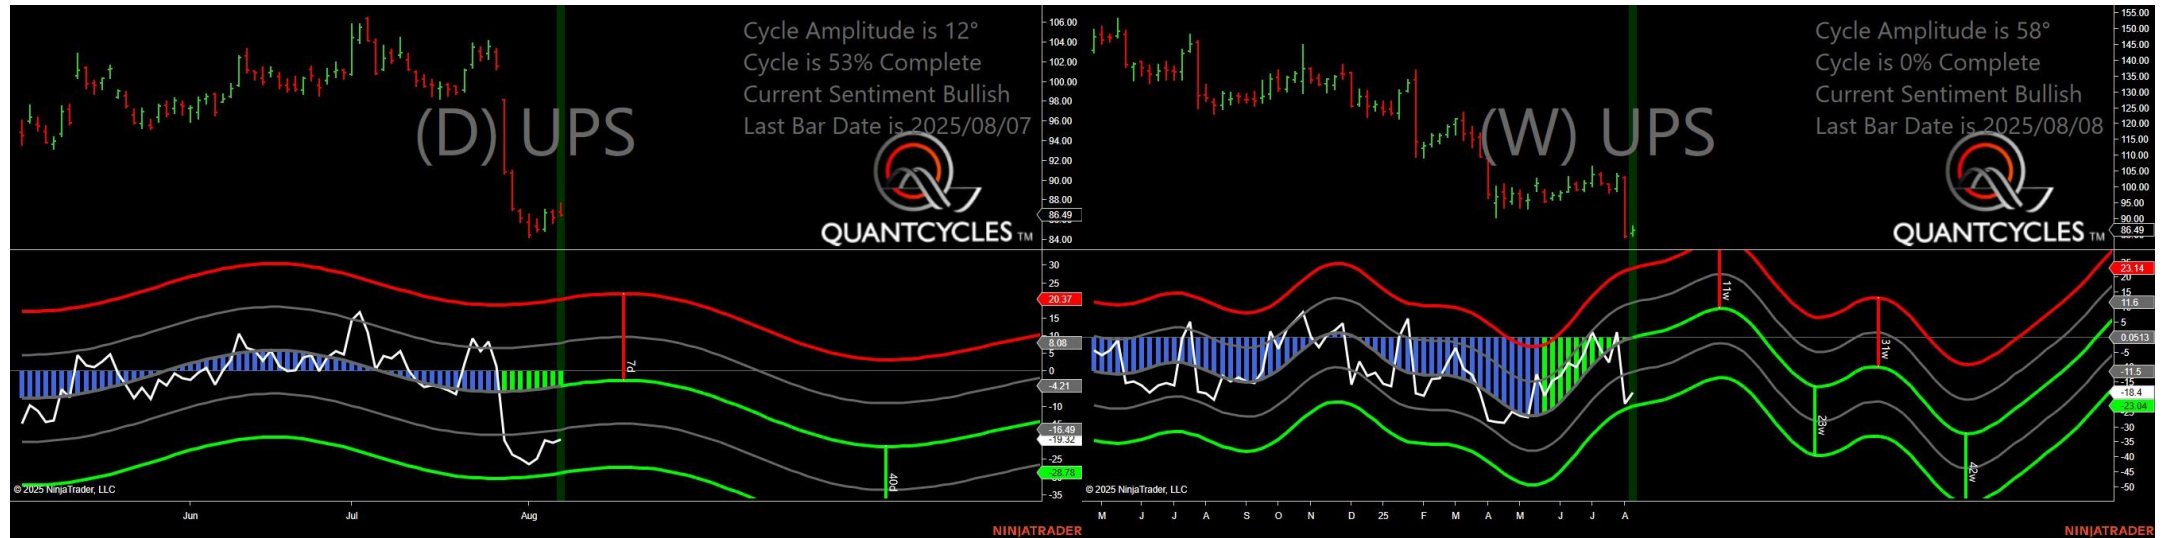 Cycle Amplitude is 12°
Cycle is 53% Complete
Current Sentiment Bullish
Last Bar Date is 2025/08/07
(D) UPS
QUANTCYCLES TM
106.00
104.00
102.00
100.00
98.00
96.00
94.00
92.00
90.00
88.00
86.49
84.00
30
25
20.37
15
8.08
5
0
-4.21
-10
-16.49
-19.32
-25
-28.78
-35
7d
40d
© 2025 NinjaTrader, LLC
Jun
Jul
Aug
NINJATRADER
Cycle Amplitude is 58°
Cycle is 0% Complete
Current Sentiment Bullish
Last Bar Date is 2025/08/08
(W) UPS
QUANTCYCLES TM
155.00
150.00
145.00
140.00
135.00
130.00
125.00
120.00
115.00
110.00
105.00
100.00
95.00
90.00
86.49
23.14
20
15
11.6
5
0.0513
-5
-11.5
-15
-18.4
-23.04
-30
-35
-40
-45
-50
11w
23w
31w
42w
© 2025 NinjaTrader, LLC
M
J
J
A
S
O
N
D
25
F
M
A
M
J
J
A
NINJATRADER